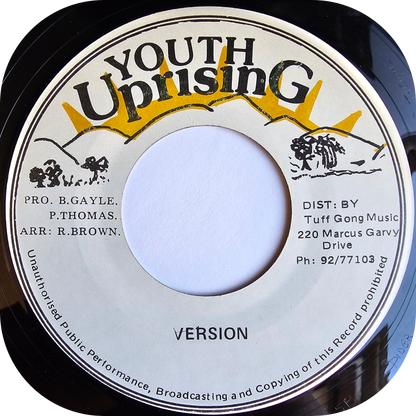 YOUTH
UprisinG
PRO. B.GAYLE.
P.THOMAS.
ARR: R.BROWN.
DIST: BY
Tuff Gong Music
220 Marcus Garvy
Drive
Ph: 92/77103
VERSION
Unauthorised Public Performance, Broadcasting and Copying of this Record prohibited